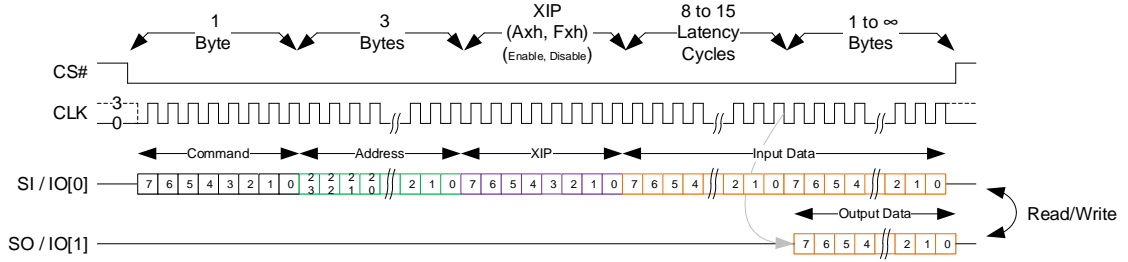 1
Byte
3
Bytes
XIP
(Axh, Fxh)
(Enable, Disable)
8 to 15
Latency
Cycles
1 to ∞
Bytes
CS#
CLK
3
0
Command
Address
XIP
Input Data
SI / IO[0]
7 6 5 4 3 2 1 0 23 22 21 20 2 1 0 7 6 5 4 3 2 1 0 7 6 5 4 2 1 0 7 6 5 4 2 1 0
Output Data
Read/Write
SO / IO[1]
7 6 5 4 2 1 0